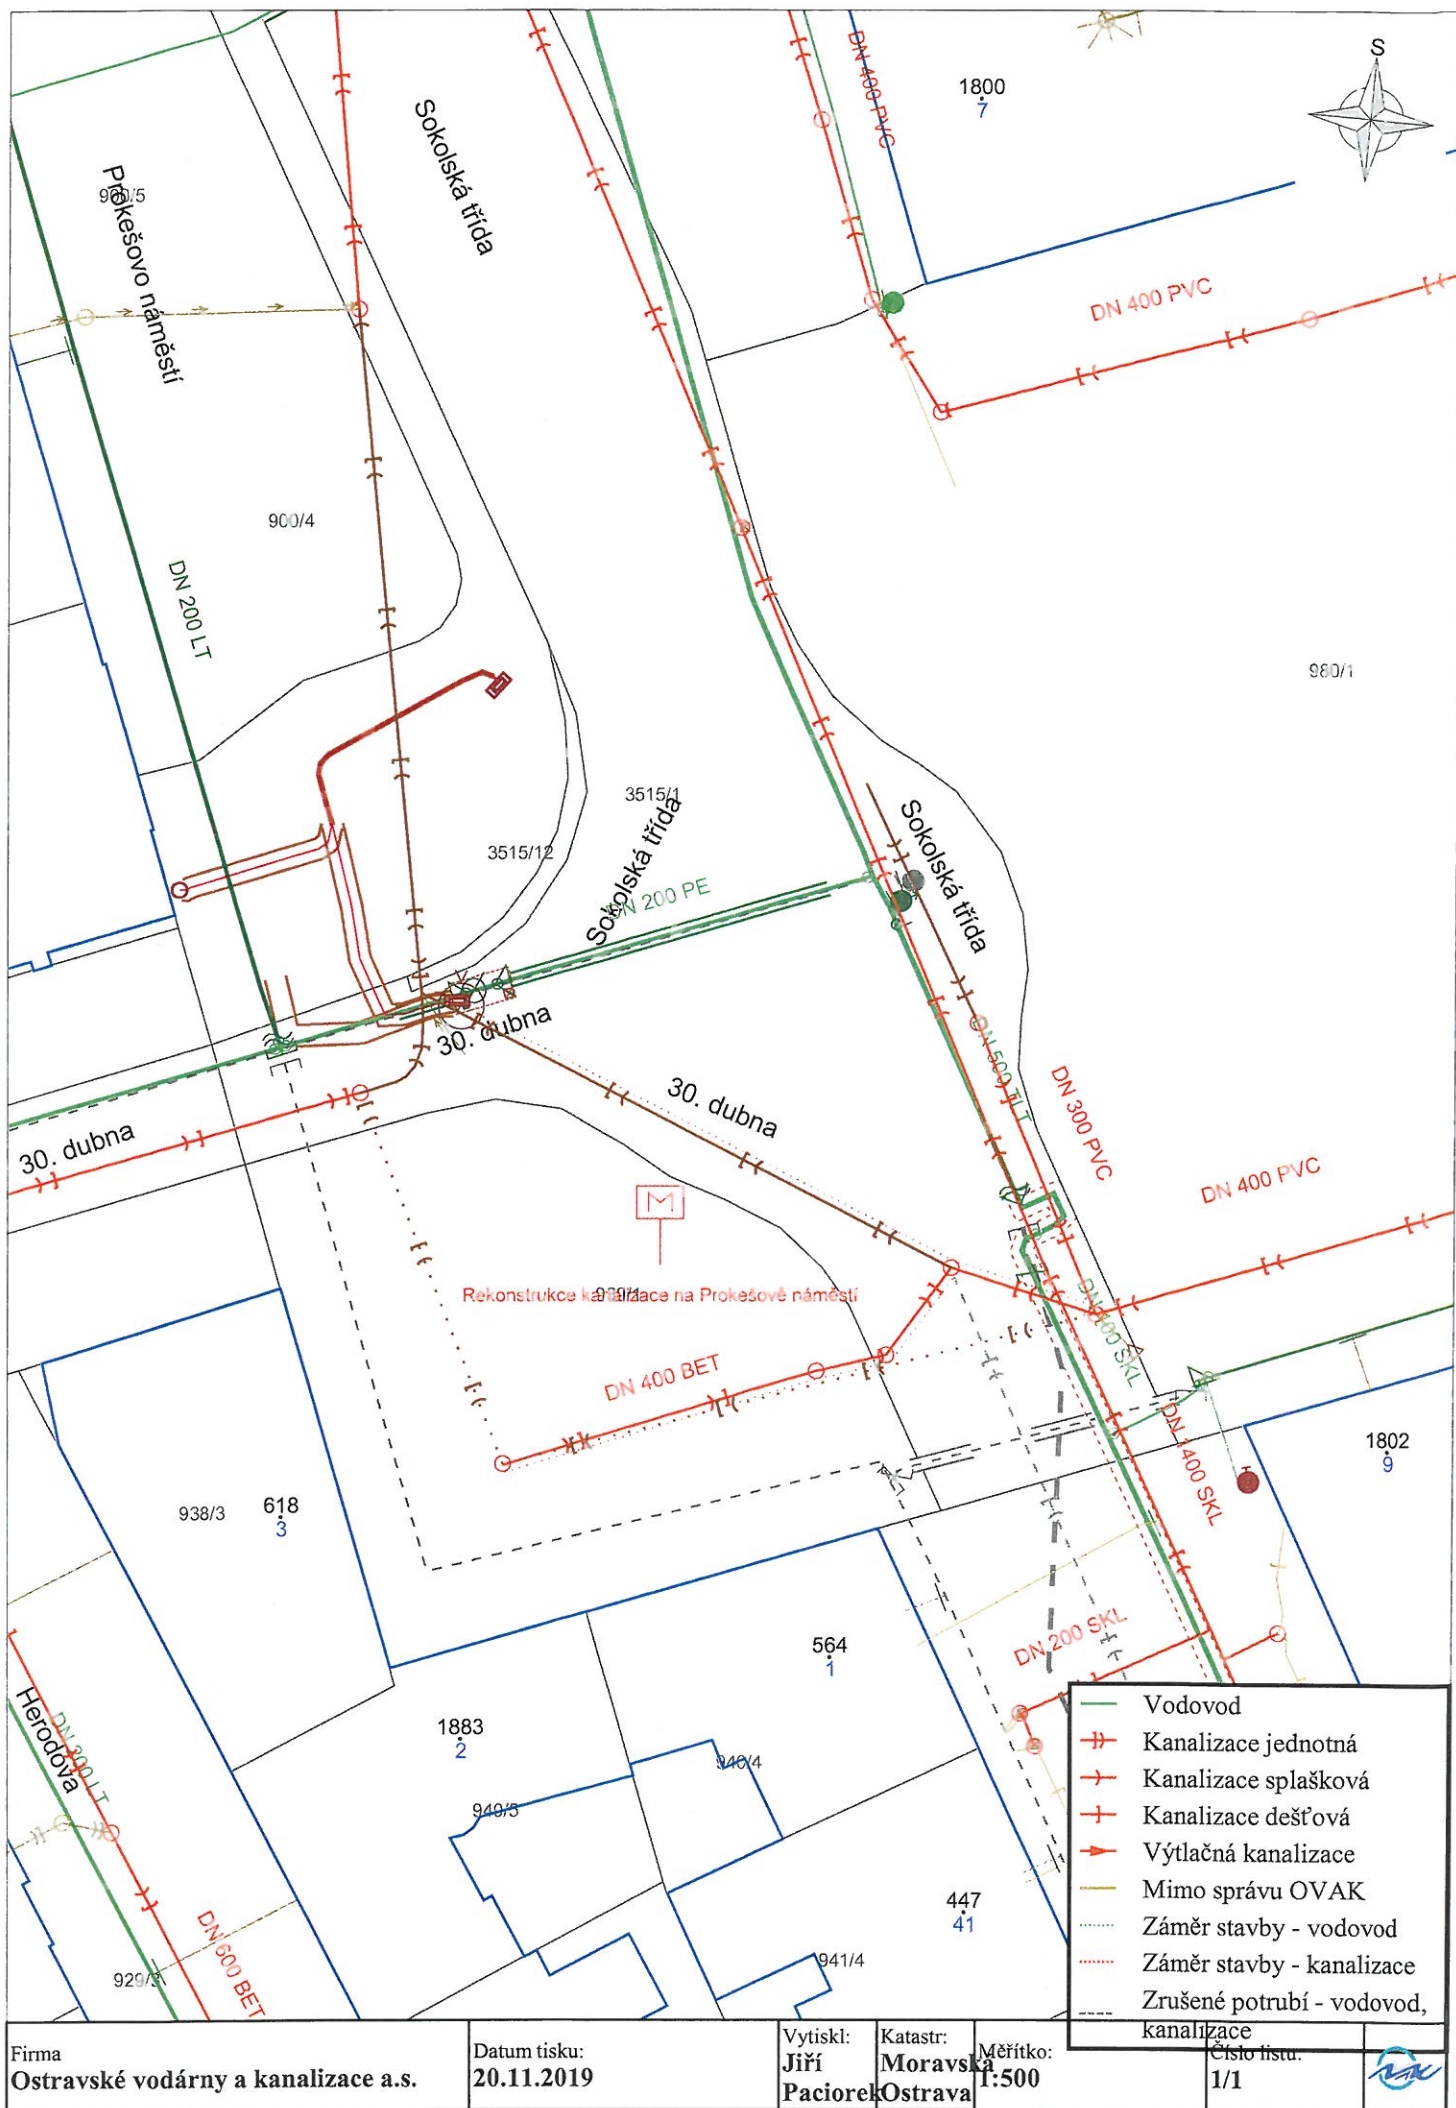 S
1800
7
DN 400 PVC
Sokolská třída
Prokešovo náměstí
900/5
DN 400 PVC
900/4
DN 200 LT
980/1
3515/1
3515/12
Sokolská třída
Sokolská třída
DN 200 PE
30. dubna
30. dubna
30. dubna
DN 500 TLT
DN 300 PVC
DN 400 PVC
Rekonstrukce kanalizace na Prokešově náměstí
DN 400 BET
DN 1400 SKL
1802
9
938/3
618
3
564
1
DN 200 SKL
Herodova
1883
2
940/4
447
41
941/4
DN 600 BET
Vodovod
Kanalizace jednotná
Kanalizace splašková
Kanalizace dešťová
Výtlačná kanalizace
Mimo správu OVAK
Záměr stavby - vodovod
Záměr stavby - kanalizace
Zrušené potrubí - vodovod,
kanalizace
Firma
Ostravské vodárny a kanalizace a.s.
Datum tisku:
20.11.2019
Vytiskl:
Jiří
Paciorek
Katastr:
Moravská
Ostrava
Měřítko:
1:500
Číslo listu:
1/1